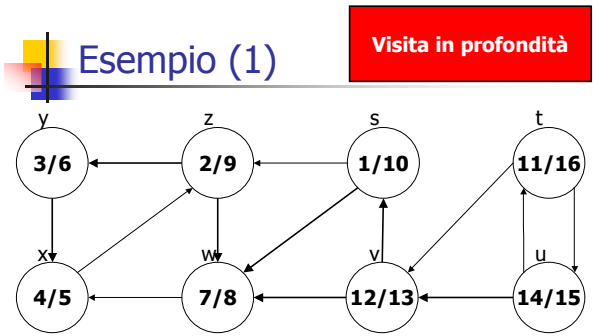 Esempio (1)
Visita in profondità
y z s t
3/6 2/9 1/10 11/16
x w v u
4/5 7/8 12/13 14/15